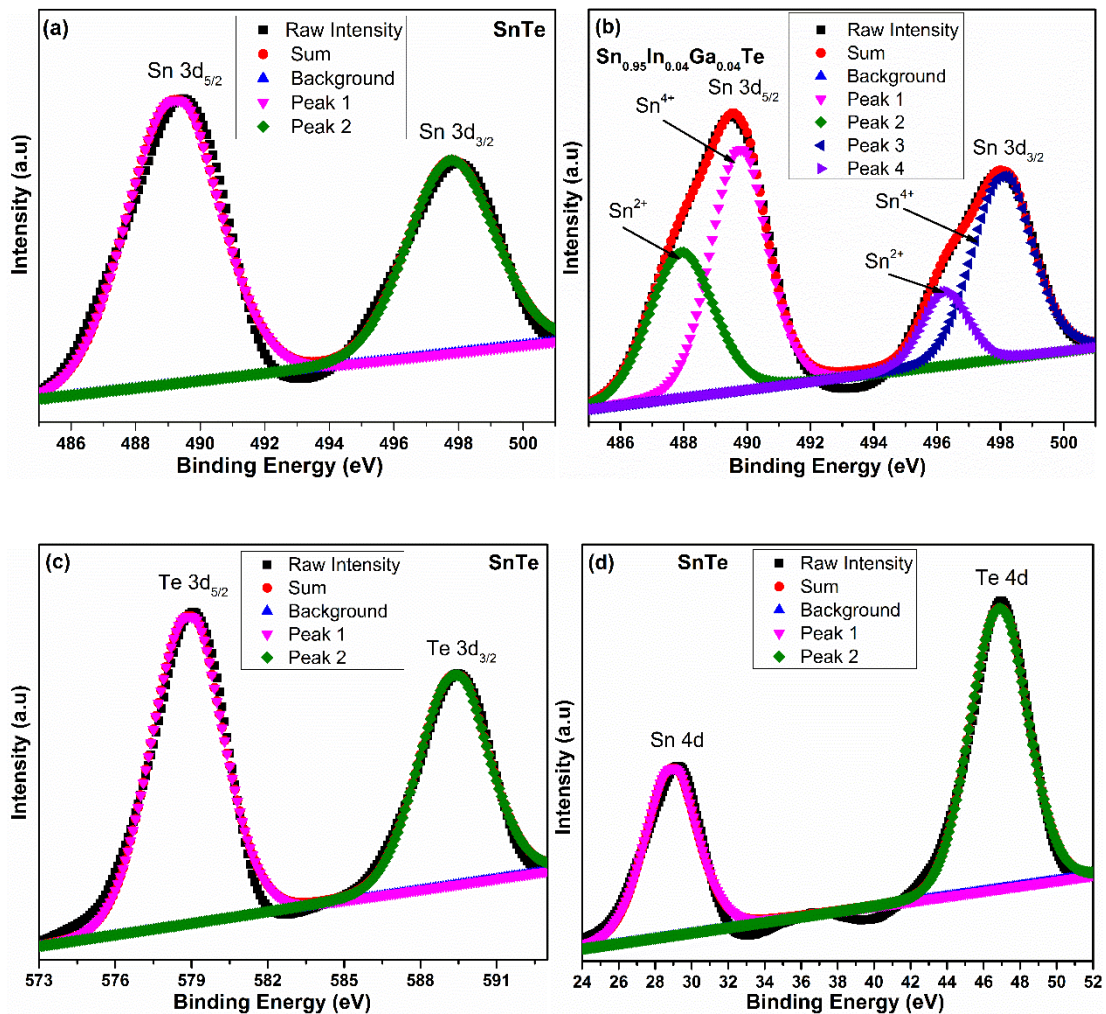 (a)
SnTe
Raw Intensity
Sum
Background
Peak 1
Peak 2
Sn 3d5/2
Sn 3d3/2
Intensity (a.u)
486 488 490 492 494 496 498 500
Binding Energy (eV)
(b)
Sn0.95In0.04Ga0.04Te
Raw Intensity
Sum
Background
Peak 1
Peak 2
Peak 3
Peak 4
Sn4+
Sn 3d5/2
Sn2+
Sn 3d3/2
Sn4+
Sn2+
Intensity (a.u)
486 488 490 492 494 496 498 500
Binding Energy (eV)
(c)
SnTe
Raw Intensity
Sum
Background
Peak 1
Peak 2
Te 3d5/2
Te 3d3/2
Intensity (a.u)
573 576 579 582 585 588 591
Binding Energy (eV)
(d)
SnTe
Raw Intensity
Sum
Background
Peak 1
Peak 2
Te 4d
Sn 4d
Intensity (a.u)
24 26 28 30 32 34 36 38 40 42 44 46 48 50 52
Binding Energy (eV)